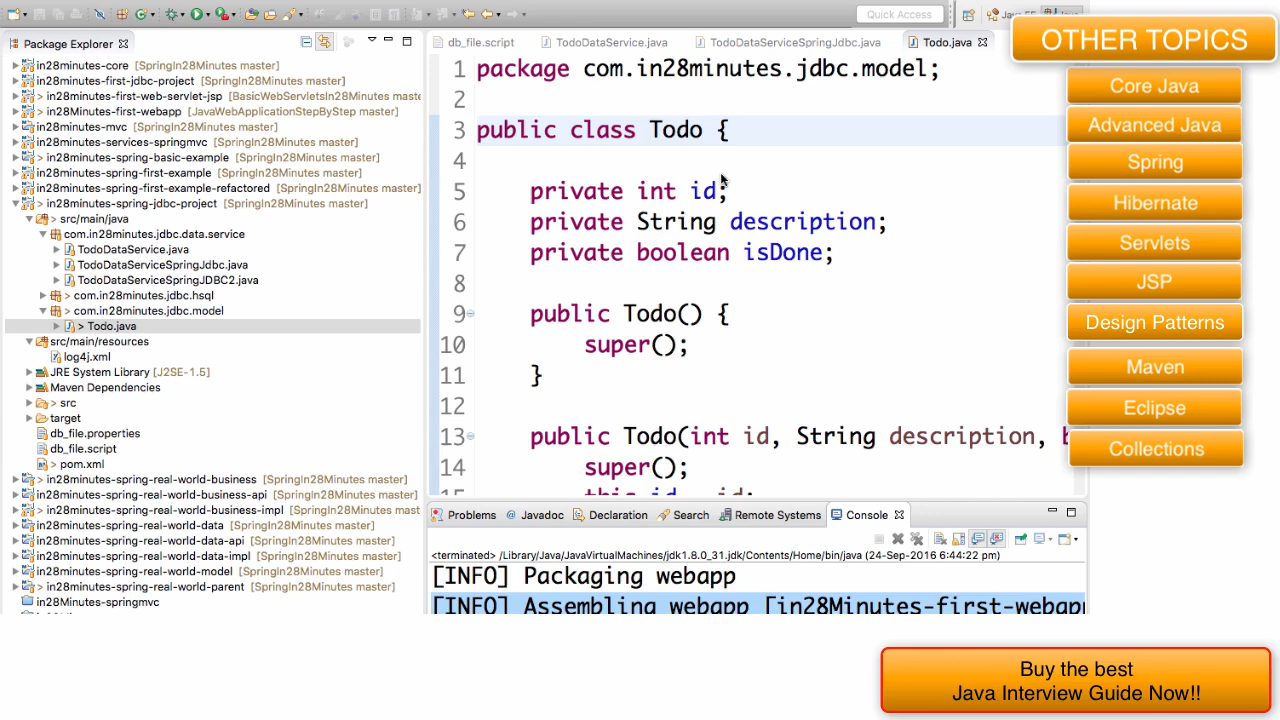 Quick Access
Java EE
Java
Package Explorer
in28minutes-core [SpringIn28Minutes master]
in28minutes-first-jdbc-project [SpringIn28Minutes master]
> in28minutes-first-web-servlet-jsp [BasicWebServletsIn28Minutes maste
> in28minutes-first-webapp [JavaWebApplicationStepByStep master]
in28minutes-mvc [SpringIn28Minutes master]
in28minutes-services-springmvc [SpringIn28Minutes master]
> in28minutes-spring-basic-example [SpringIn28Minutes master]
in28minutes-spring-first-example [SpringIn28Minutes master]
> in28minutes-spring-first-example-refactored [SpringIn28Minutes master]
> in28minutes-spring-jdbc-project [SpringIn28Minutes master]
> src/main/java
com.in28minutes.jdbc.data.service
TodoDataService.java
TodoDataServiceSpringJdbc.java
TodoDataServiceSpringJDBC2.java
> com.in28minutes.jdbc.hsql
> com.in28minutes.jdbc.model
> Todo.java
src/main/resources
log4j.xml
JRE System Library [J2SE-1.5]
Maven Dependencies
> src
target
db_file.properties
db_file.script
> pom.xml
> in28minutes-spring-real-world-business [SpringIn28Minutes master]
in28minutes-spring-real-world-business-api [SpringIn28Minutes master]
> in28minutes-spring-real-world-business-impl [SpringIn28Minutes master]
in28minutes-spring-real-world-data [SpringIn28Minutes master]
in28minutes-spring-real-world-data-api [SpringIn28Minutes master]
in28minutes-spring-real-world-data-impl [SpringIn28Minutes master]
in28minutes-spring-real-world-model [SpringIn28Minutes master]
> in28minutes-spring-real-world-parent [SpringIn28Minutes master]
in28Minutes-springmvc
db_file.script
TodoDataService.java
TodoDataServiceSpringJdbc.java
Todo.java
1 package com.in28minutes.jdbc.model;
2
3 public class Todo {
4
5 private int id;
6 private String description;
7 private boolean isDone;
8
9 public Todo() {
10 super();
11 }
12
13 public Todo(int id, String description, b
14 super();
15 this.id = id;
Problems
@ Javadoc
Declaration
Search
Remote Systems
Console
<terminated> /Library/Java/JavaVirtualMachines/jdk1.8.0_31.jdk/Contents/Home/bin/java (24-Sep-2016 6:44:22 pm)
[INFO] Packaging webapp
[INFO] Assembling webapp [in28Minutes-first-webapp
OTHER TOPICS
Core Java
Advanced Java
Spring
Hibernate
Servlets
JSP
Design Patterns
Maven
Eclipse
Collections
Buy the best
Java Interview Guide Now!!